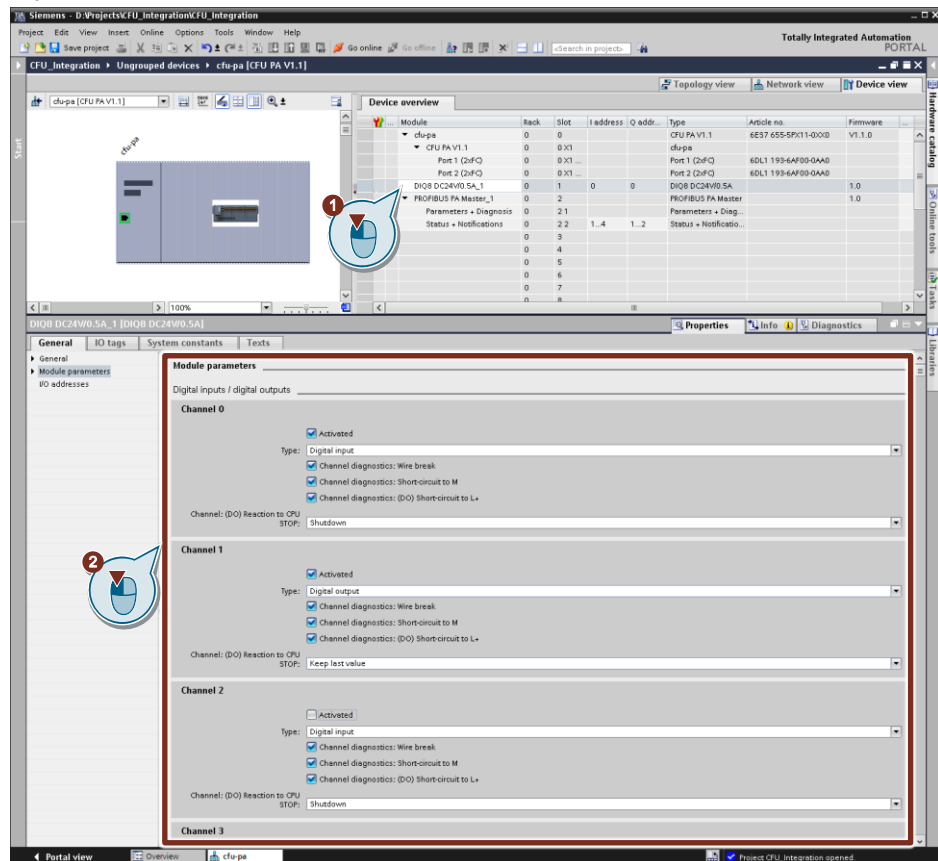 Siemens - D:\Projects\CFU_Integration\CFU_Integration
Project Edit View Insert Online Options Tools Window Help
Totally Integrated Automation
PORTAL
Save project Go online Go offline <Search in project>
CFU_Integration ▸ Ungrouped devices ▸ cfu-pa [CFU PA V1.1]
Topology view Network view Device view
cfu-pa [CFU PA V1.1]
Device overview
... Module Rack Slot I address Q addr... Type Article no. Firmware ...
cfu-pa 0 0 CFU PA V1.1 6ES7 655-5PX11-0XX0 V1.1.0
CFU PA V1.1 0 0 X1 cfu-pa
Port 1 (2xFC) 0 0 X1 ... Port 1 (2xFC) 6DL1 193-6AF00-0AA0
Port 2 (2xFC) 0 0 X1 ... Port 2 (2xFC) 6DL1 193-6AF00-0AA0
DIQ8 DC24V/0.5A_1 0 1 0 0 DIQ8 DC24V/0.5A 1.0
PROFIBUS PA Master_1 0 2 PROFIBUS PA Master 1.0
Parameters + Diagnosis 0 2 1 Parameters + Diag...
Status + Notifications 0 2 2 1...4 1...2 Status + Notificatio...
0 3
0 4
0 5
0 6
0 7
0 8
cfu-pa
1
100%
DIQ8 DC24V/0.5A_1 [DIQ8 DC24V/0.5A]
Properties Info Diagnostics
General IO tags System constants Texts
General
Module parameters
I/O addresses
Module parameters
Digital inputs / digital outputs
Channel 0
Activated
Type: Digital input
Channel diagnostics: Wire break
Channel diagnostics: Short-circuit to M
Channel diagnostics: (DO) Short-circuit to L+
Channel: (DO) Reaction to CPU
STOP: Shutdown
2
Channel 1
Activated
Type: Digital output
Channel diagnostics: Wire break
Channel diagnostics: Short-circuit to M
Channel diagnostics: (DO) Short-circuit to L+
Channel: (DO) Reaction to CPU
STOP: Keep last value
Channel 2
Activated
Type: Digital input
Channel diagnostics: Wire break
Channel diagnostics: Short-circuit to M
Channel diagnostics: (DO) Short-circuit to L+
Channel: (DO) Reaction to CPU
STOP: Shutdown
Channel 3
Start
Hardware catalog
Online tools
Tasks
Libraries
Portal view Overview cfu-pa Project CFU_Integration opened.